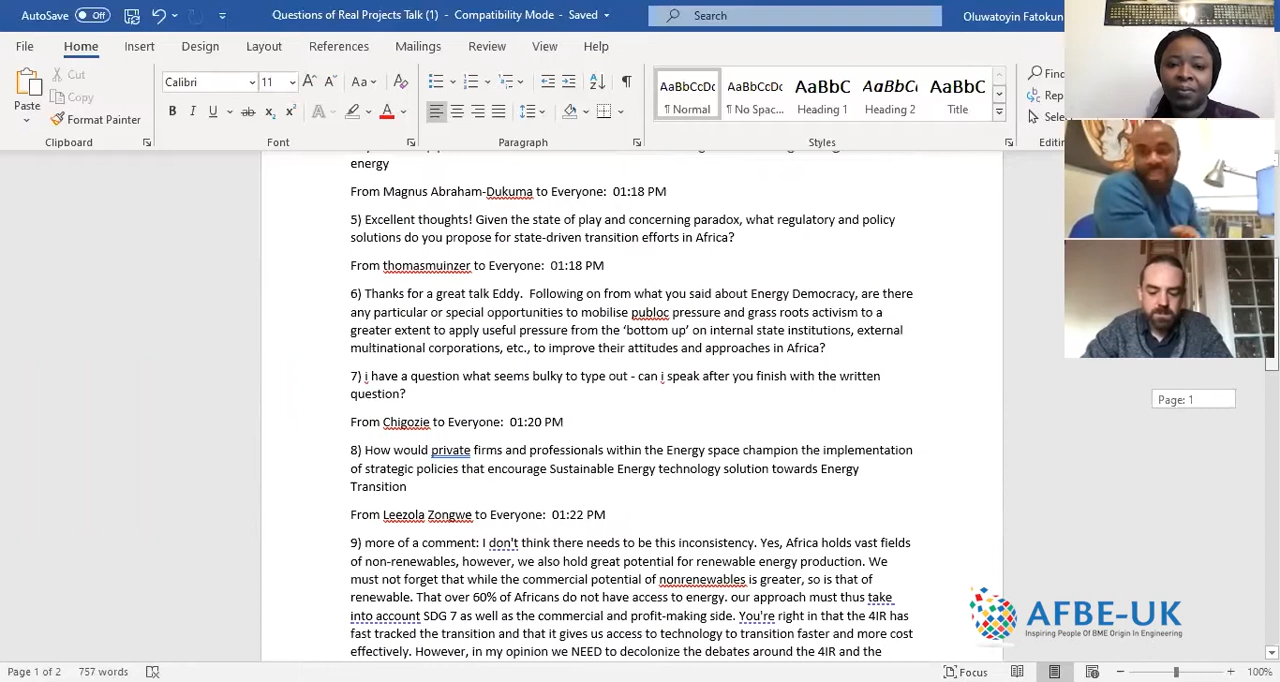 AutoSave Off Questions of Real Projects Talk (1) - Compatibility Mode - Saved Search Oluwatoyin Fatokun
File Home Insert Design Layout References Mailings Review View Help
Paste Cut Copy Format Painter
Calibri 11 Aa
AaBbCcDc AaBbCcDc AaBbC AaBbCc AaBbC
¶ Normal ¶ No Spac... Heading 1 Heading 2 Title
B I U ab x₂ x² A A
Clipboard Font Paragraph Styles
energy
From Magnus Abraham-Dukuma to Everyone: 01:18 PM
5) Excellent thoughts! Given the state of play and concerning paradox, what regulatory and policy
solutions do you propose for state-driven transition efforts in Africa?
From thomasmuinzer to Everyone: 01:18 PM
6) Thanks for a great talk Eddy. Following on from what you said about Energy Democracy, are there
any particular or special opportunities to mobilise publoc pressure and grass roots activism to a
greater extent to apply useful pressure from the ‘bottom up’ on internal state institutions, external
multinational corporations, etc., to improve their attitudes and approaches in Africa?
7) i have a question what seems bulky to type out - can i speak after you finish with the written
question?
From Chigozie to Everyone: 01:20 PM
8) How would private firms and professionals within the Energy space champion the implementation
of strategic policies that encourage Sustainable Energy technology solution towards Energy
Transition
From Leezola Zongwe to Everyone: 01:22 PM
9) more of a comment: I don't think there needs to be this inconsistency. Yes, Africa holds vast fields
of non-renewables, however, we also hold great potential for renewable energy production. We
must not forget that while the commercial potential of nonrenewables is greater, so is that of
renewable. That over 60% of Africans do not have access to energy. our approach must thus take
into account SDG 7 as well as the commercial and profit-making side. You're right in that the 4IR has
fast tracked the transition and that it gives us access to technology to transition faster and more cost
effectively. However, in my opinion we NEED to decolonize the debates around the 4IR and the
Page: 1
AFBE-UK
Inspiring People Of BME Origin In Engineering
Page 1 of 2 757 words Focus 100%